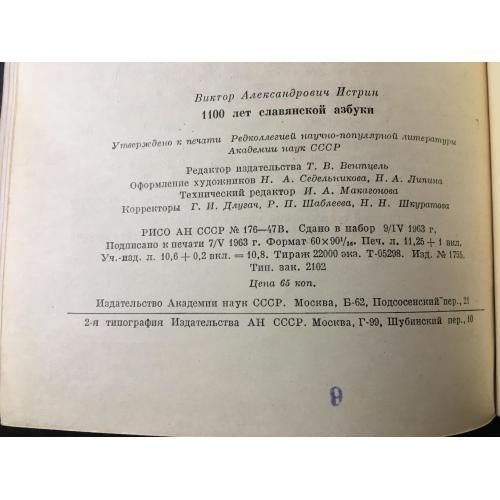 Виктор Александрович Истрин
1100 лет славянской азбуки
Утверждено к печати Редколлегией научно-популярной литературы
Академии наук СССР
Редактор издательства Т. В. Вентцель
Оформление художников Н. А. Седельникова, Н. А. Липина
Технический редактор И. А. Макагонова
Корректоры Г. И. Длугач, Р. П. Шаблеева, Н. Н. Шкуратова
РИСО АН СССР № 176—47В. Сдано в набор 9/IV 1963 г.
Подписано к печати 7/V 1963 г. Формат 60×90¹/₁₆. Печ. л. 11,25 + 1 вкл.
Уч.-изд. л. 10,6 + 0,2 вкл. = 10,8. Тираж 22000 экз. Т-05298. Изд. № 1755.
Тип. зак. 2102
Цена 65 коп.
Издательство Академии наук СССР. Москва, Б-62, Подсосенский пер., 21
2-я типография Издательства АН СССР. Москва, Г-99, Шубинский пер., 10